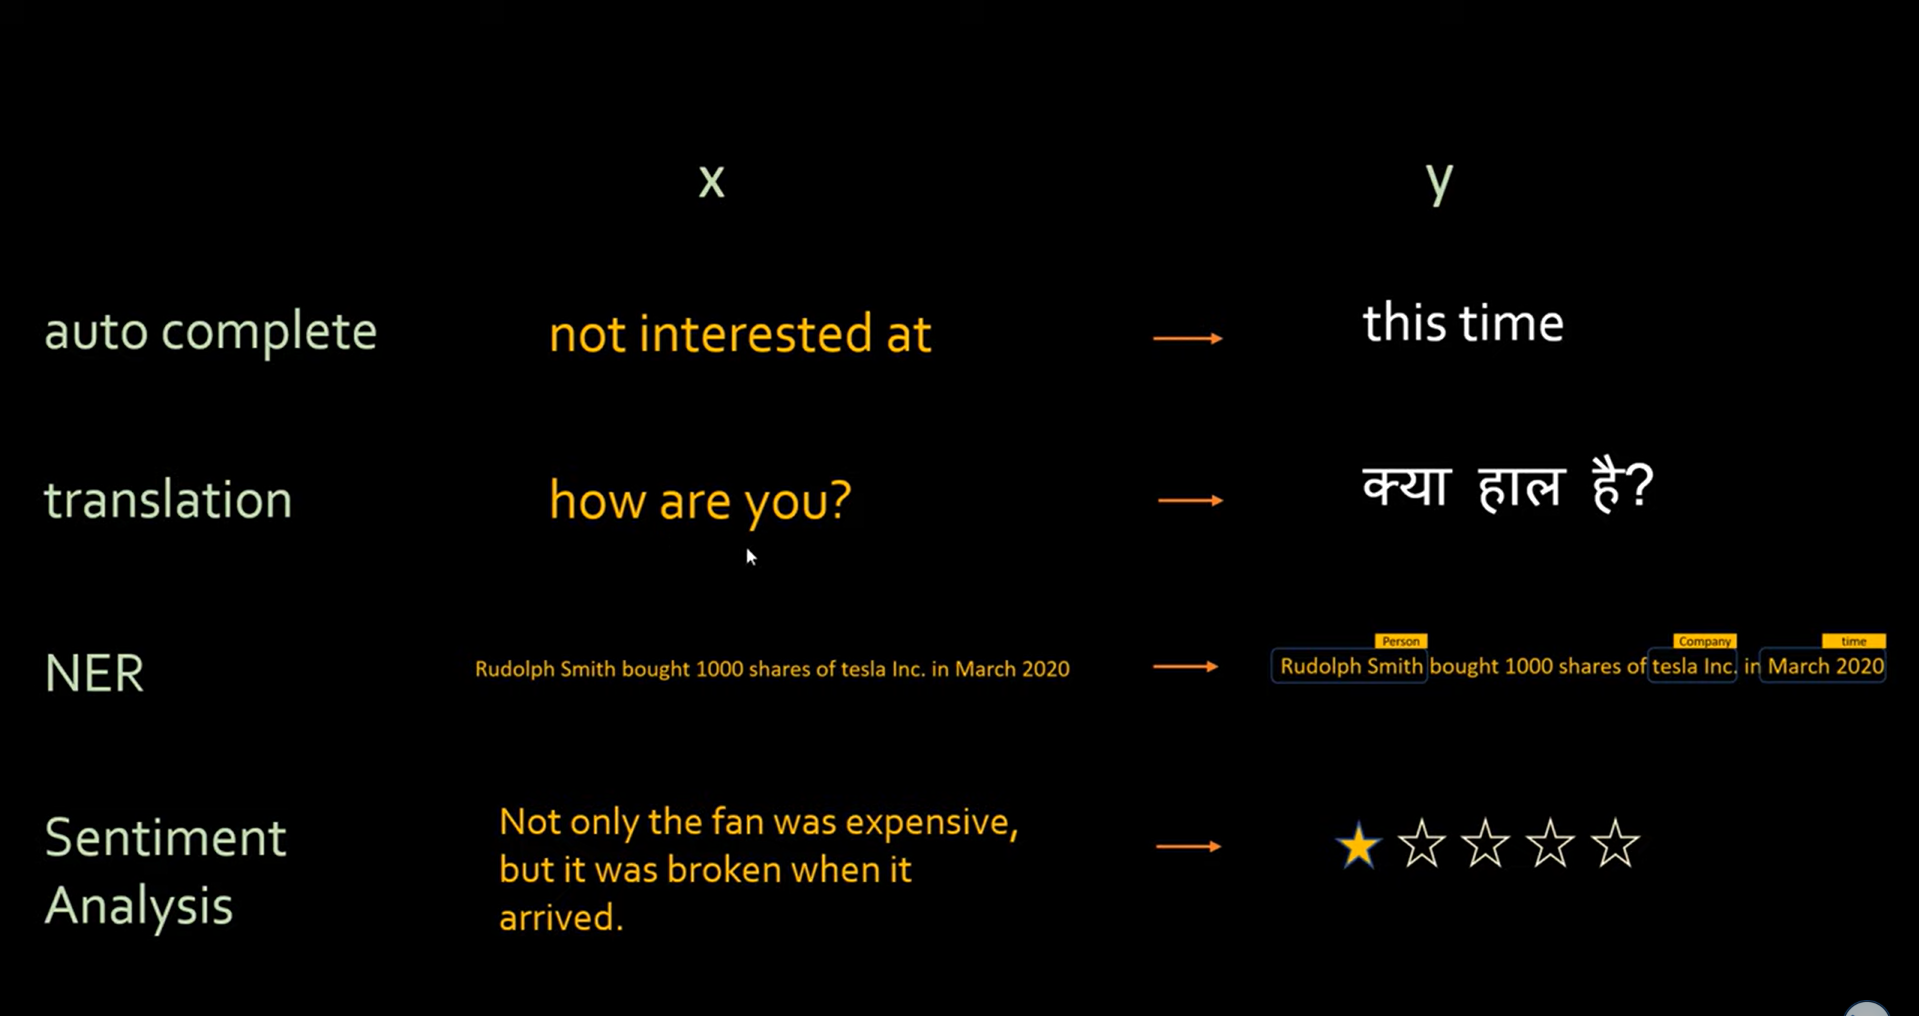 x
y
auto complete
not interested at
this time
translation
how are you?
क्या हाल है?
NER
Rudolph Smith bought 1000 shares of tesla Inc. in March 2020
Person
Company
time
Rudolph Smith bought 1000 shares of tesla Inc. in March 2020
Sentiment
Analysis
Not only the fan was expensive,
but it was broken when it
arrived.